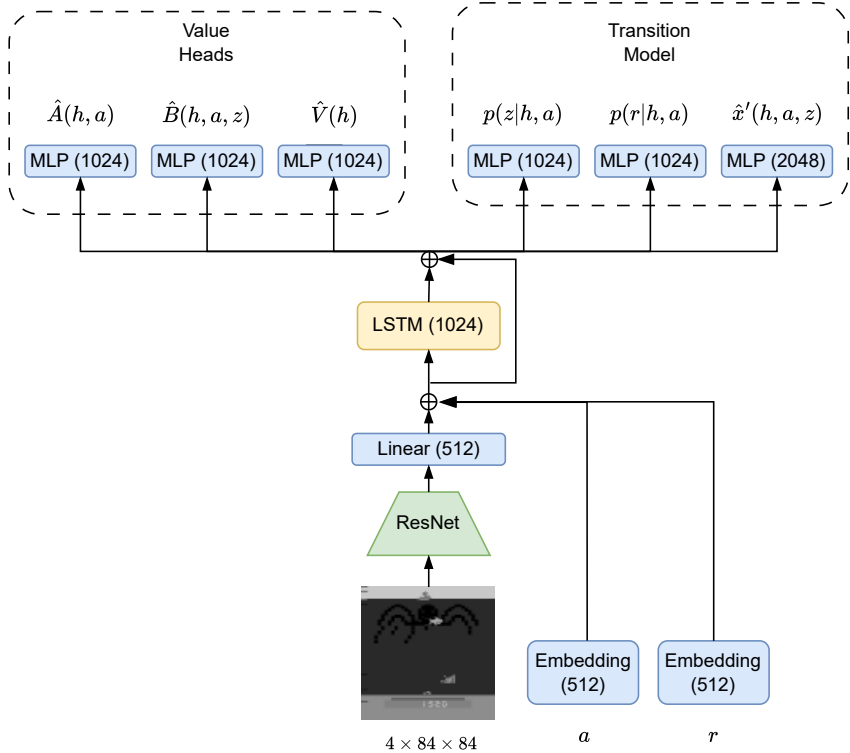 Value
Heads
Transition
Model
Â(h, a)
B̂(h, a, z)
V̂(h)
p(z|h, a)
p(r|h, a)
x̂′(h, a, z)
MLP (1024)
MLP (1024)
MLP (1024)
MLP (1024)
MLP (1024)
MLP (2048)
LSTM (1024)
Linear (512)
ResNet
Embedding
(512)
Embedding
(512)
4 × 84 × 84
a
r